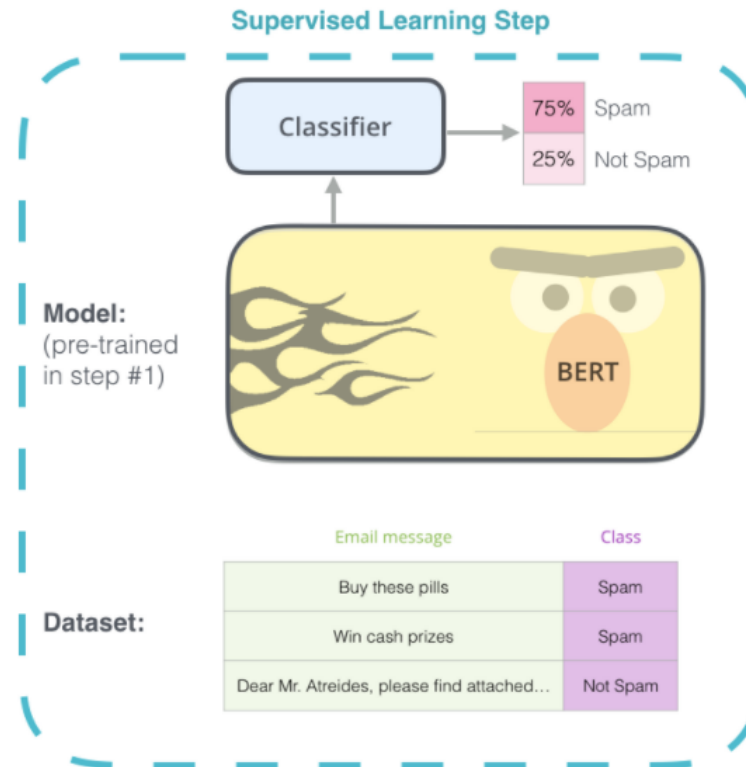 Supervised Learning Step
Classifier
75% Spam
25% Not Spam
Model:
(pre-trained
in step #1)
BERT
Email message Class
Dataset:
Buy these pills Spam
Win cash prizes Spam
Dear Mr. Atreides, please find attached... Not Spam